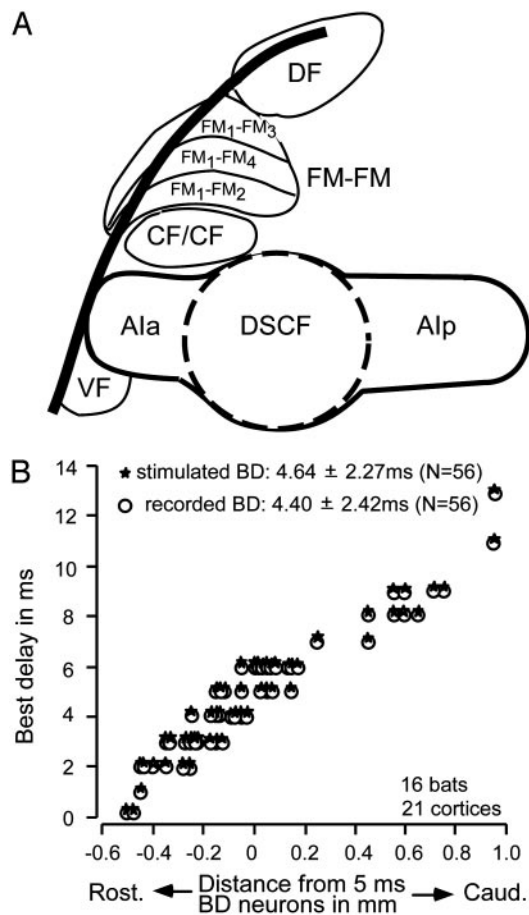 A
DF
FM₁-FM₃
FM₁-FM₄
FM-FM
FM₁-FM₂
CF/CF
AIa
DSCF
AIp
VF
B
14
★ stimulated BD: 4.64 ± 2.27ms (N=56)
○ recorded BD: 4.40 ± 2.42ms (N=56)
12
10
8
6
4
2
0
Best delay in ms
16 bats
21 cortices
-0.6 -0.4 -0.2 0 0.2 0.4 0.6 0.8 1.0
Rost. ← Distance from 5 ms → Caud.
BD neurons in mm